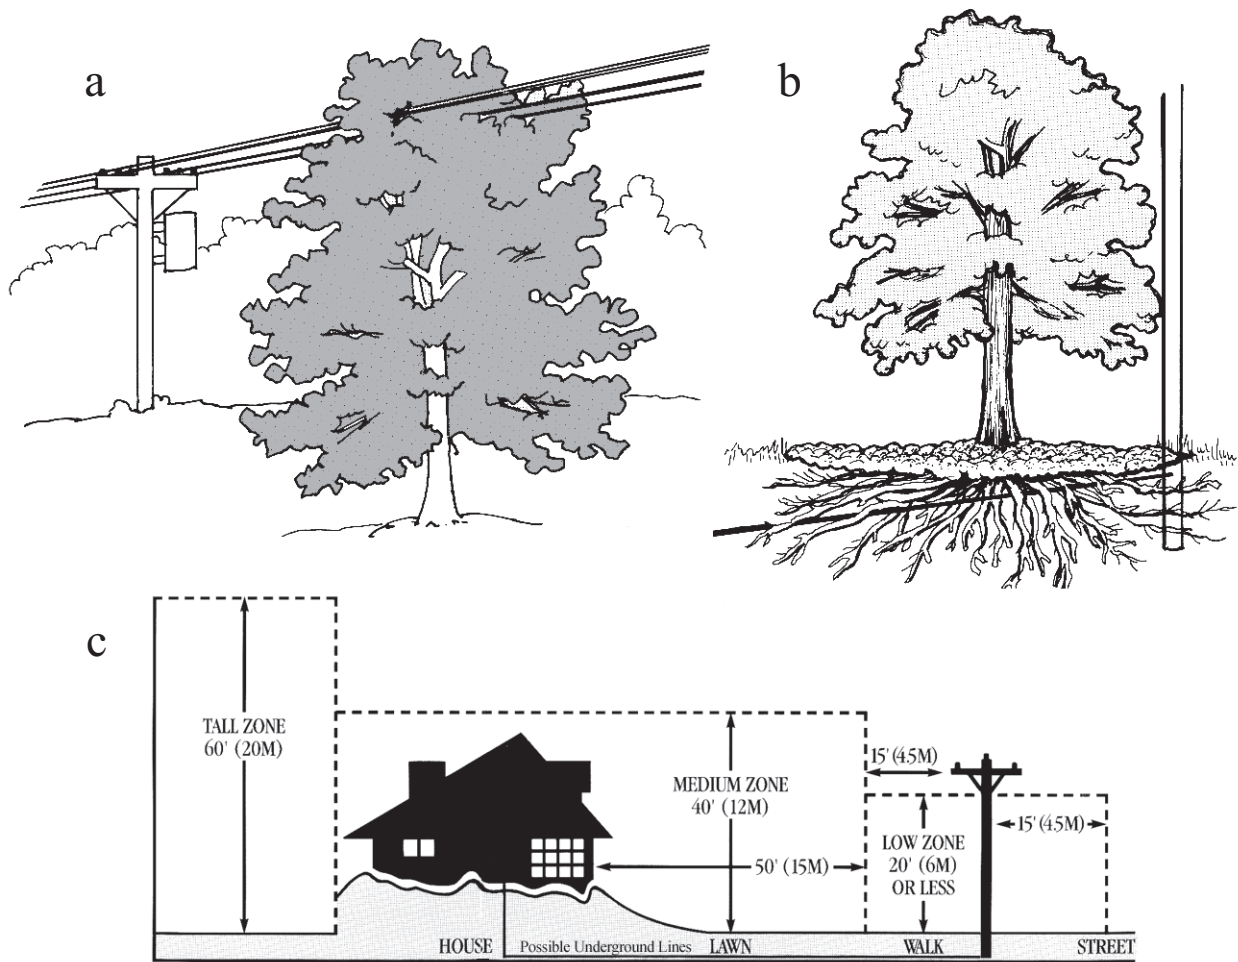 a
b
c
TALL ZONE
60' (20M)
MEDIUM ZONE
40' (12M)
15' (4.5M)
15' (4.5M)
LOW ZONE
20' (6M)
OR LESS
50' (15M)
HOUSE
Possible Underground Lines
LAWN
WALK
STREET